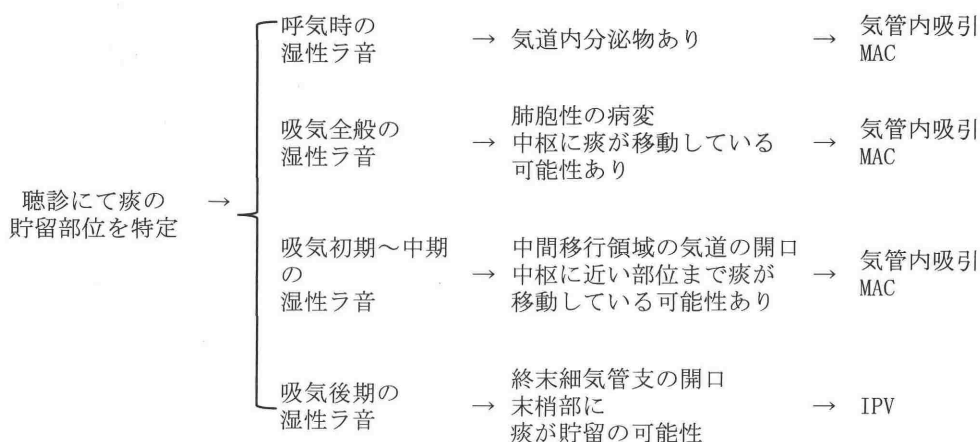 聴診にて痰の
貯留部位を特定
→
呼気時の
湿性ラ音
→ 気道内分泌物あり
→ 気管内吸引
MAC
吸気全般の
湿性ラ音
→ 肺胞性の病変
中枢に痰が移動している
可能性あり
→ 気管内吸引
MAC
吸気初期～中期
の
湿性ラ音
→ 中間移行領域の気道の開口
中枢に近い部位まで痰が
移動している可能性あり
→ 気管内吸引
MAC
吸気後期の
湿性ラ音
→ 終末細気管支の開口
末梢部に
痰が貯留の可能性
→ IPV